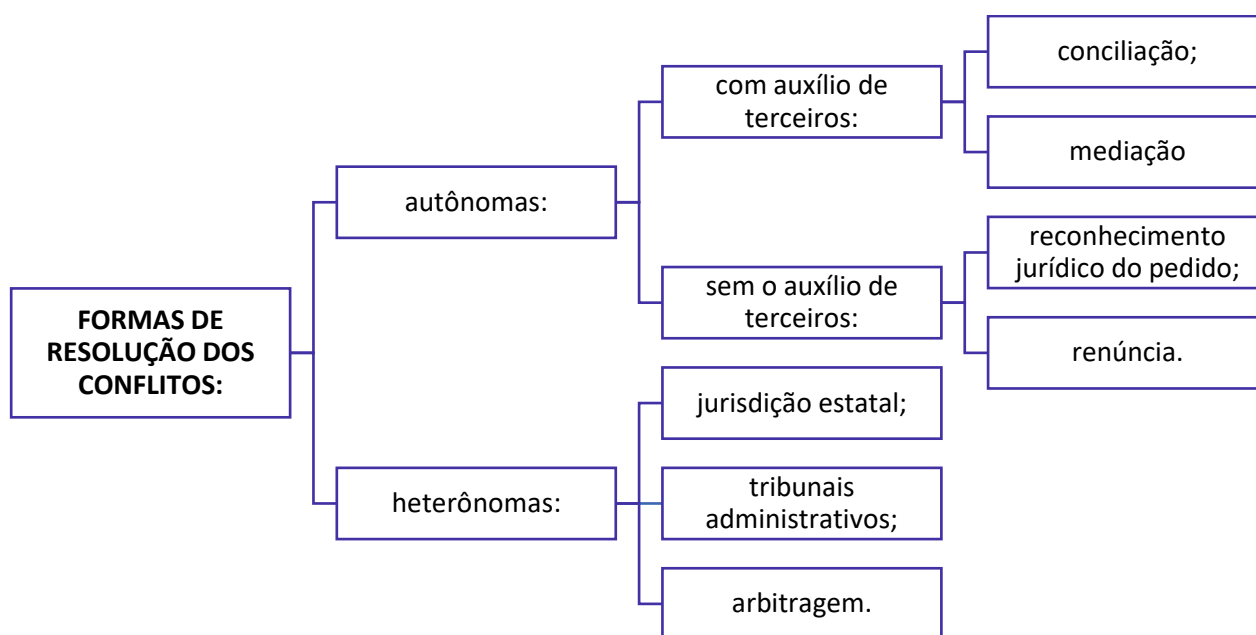 FORMAS DE
RESOLUÇÃO DOS
CONFLITOS:
autônomas:
com auxílio de
terceiros:
conciliação;
mediação
sem o auxílio de
terceiros:
reconhecimento
jurídico do pedido;
renúncia.
heterônomas:
jurisdição estatal;
tribunais
administrativos;
arbitragem.